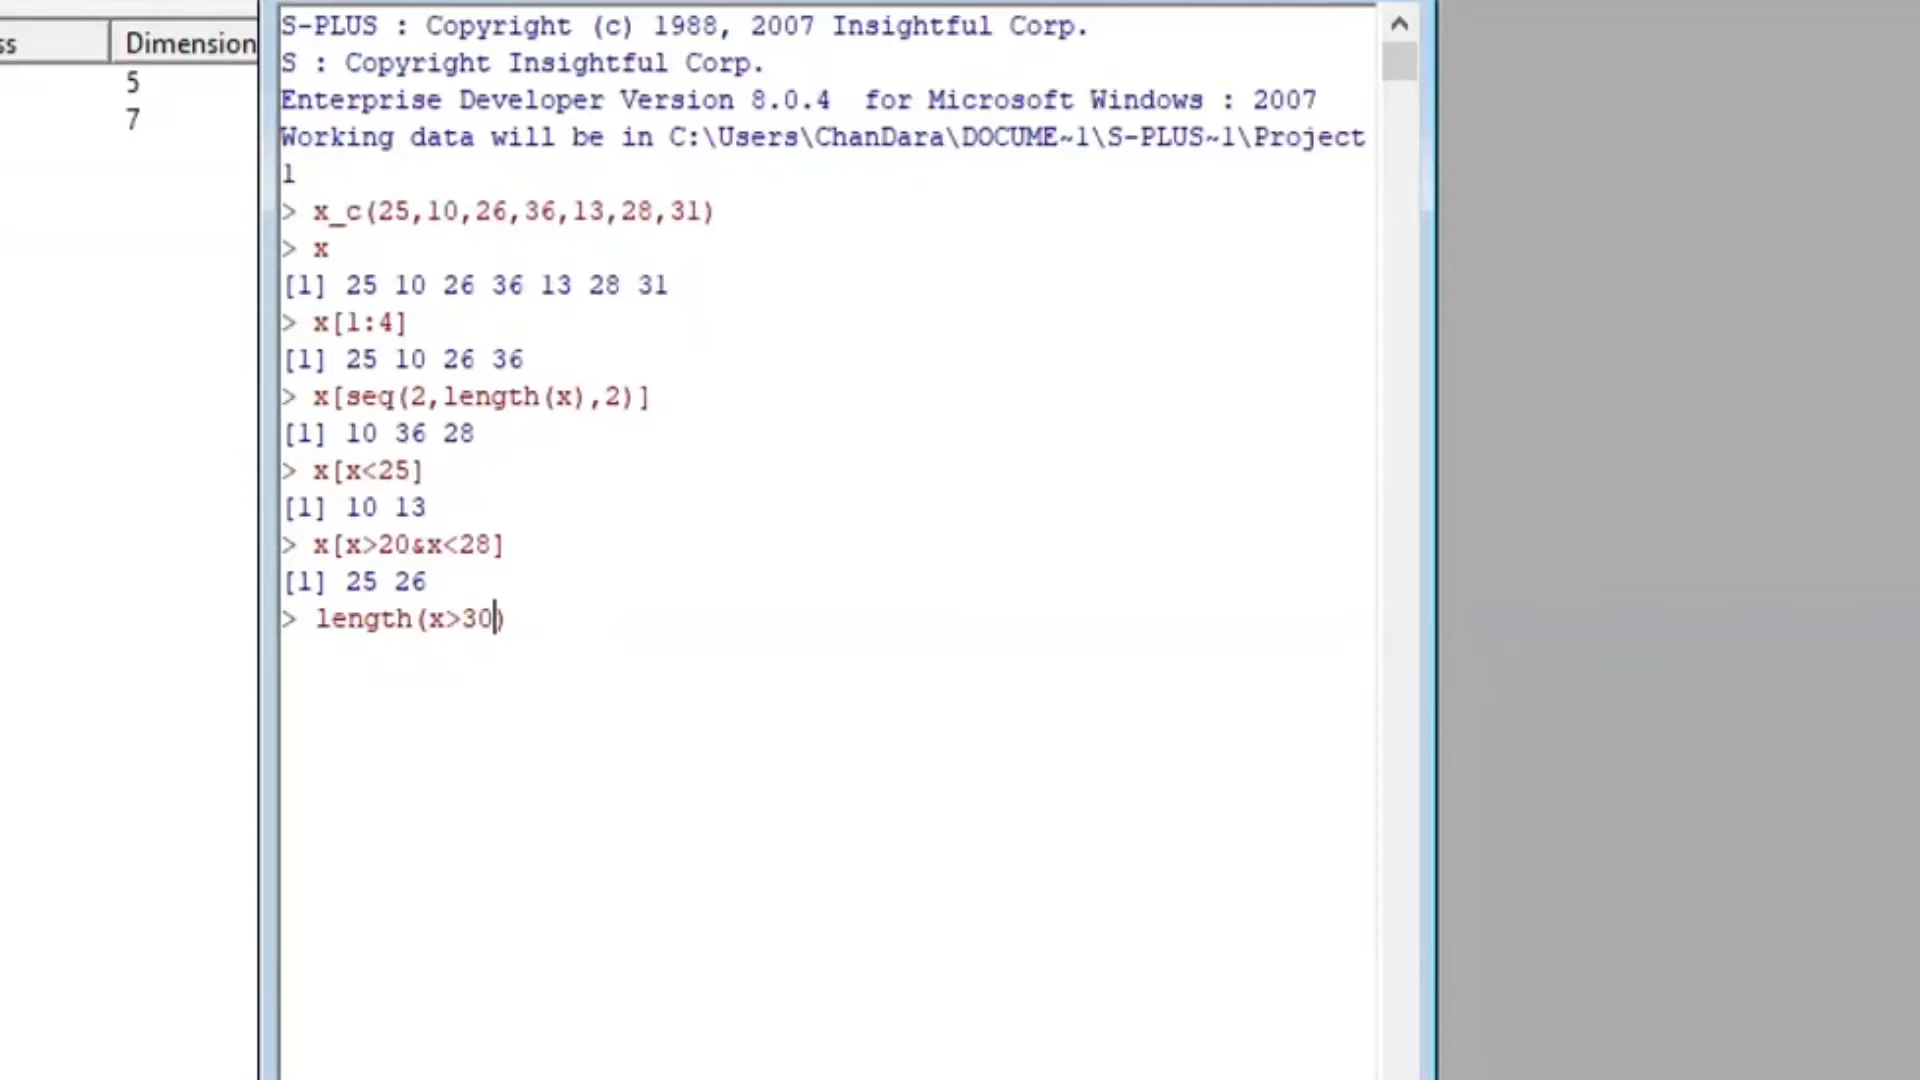 ss Dimension
5
7
S-PLUS : Copyright (c) 1988, 2007 Insightful Corp.
S : Copyright Insightful Corp.
Enterprise Developer Version 8.0.4  for Microsoft Windows : 2007
Working data will be in C:\Users\ChanDara\DOCUME~1\S-PLUS~1\Project
1
> x_c(25,10,26,36,13,28,31)
> x
[1] 25 10 26 36 13 28 31
> x[1:4]
[1] 25 10 26 36
> x[seq(2,length(x),2)]
[1] 10 36 28
> x[x<25]
[1] 10 13
> x[x>20&x<28]
[1] 25 26
> length(x>30)